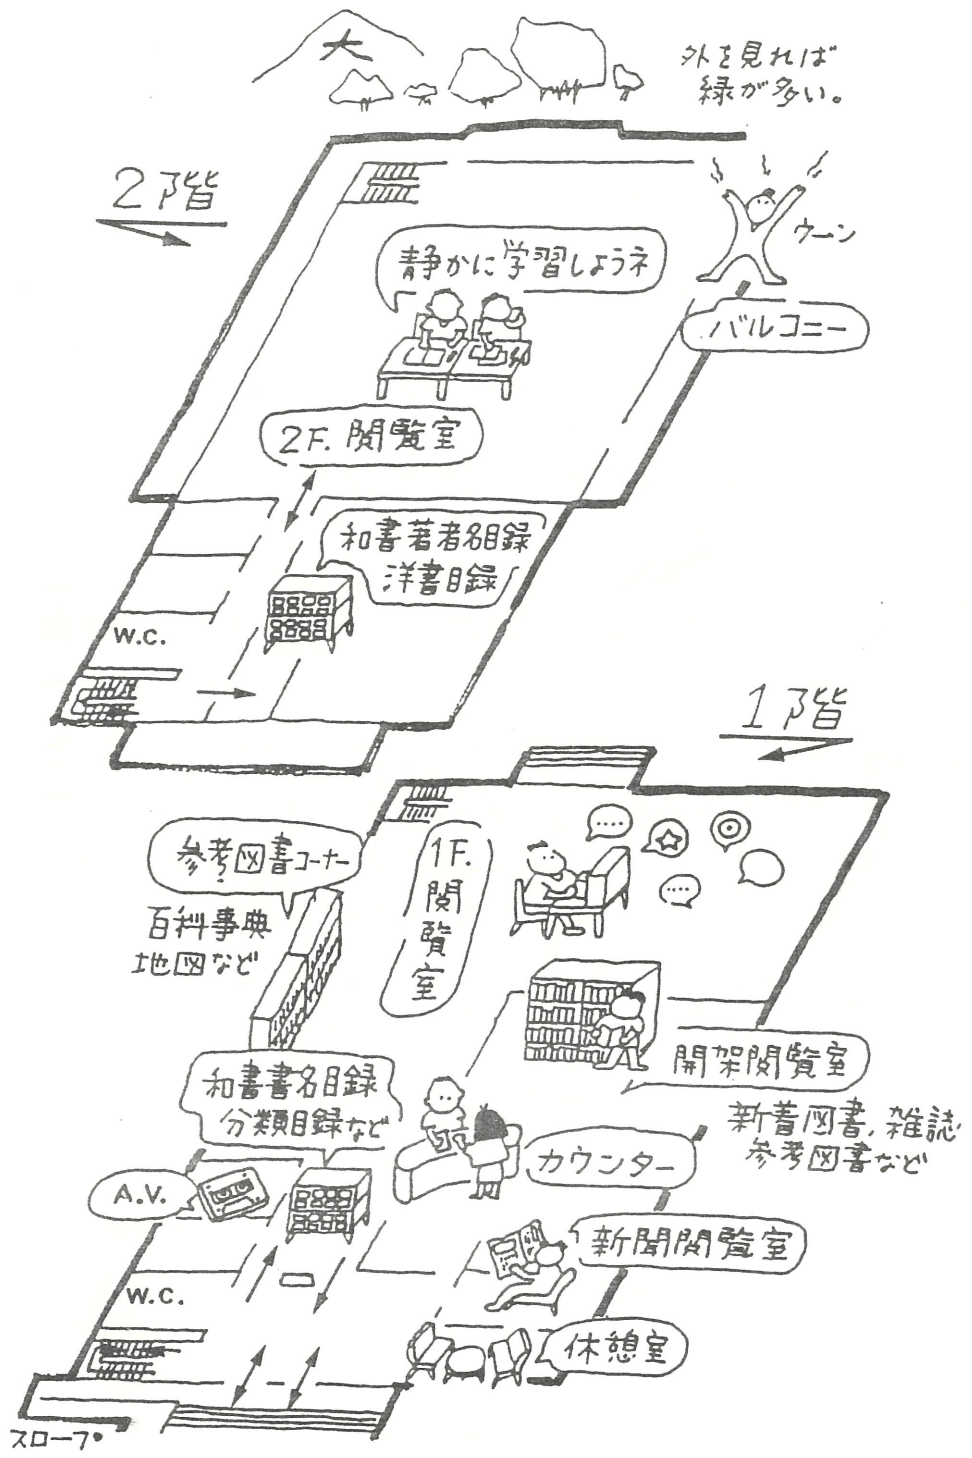 大
外を見れば
緑が多い。
2階
ウーン
静かに学習しようネ
バルコニー
2F. 閲覧室
和書著者名目録
洋書目録
W.C.
1階
参考図書コーナー
百科事典
地図など
1F.閲覧室
開架閲覧室
新着図書、雑誌
参考図書など
和書書名目録
分類目録など
カウンター
A.V.
新聞閲覧室
W.C.
休憩室
スロープ